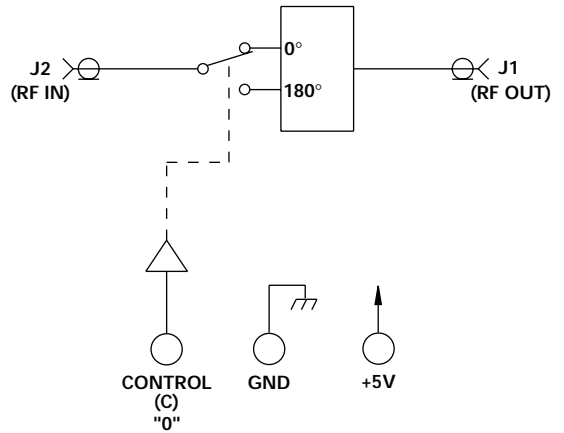 J2
(RF IN)
0°
180°
J1
(RF OUT)
CONTROL
(C)
"0"
GND
+5V